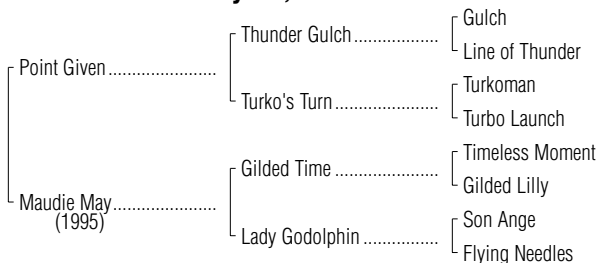 Gulch
Thunder Gulch..................
Line of Thunder
Point Given.......................
Turkoman
Turko's Turn......................
Turbo Launch
Timeless Moment
Gilded Time ......................
Gilded Lilly
Maudie May......................
(1995)
Son Ange
Lady Godolphin ................
Flying Needles